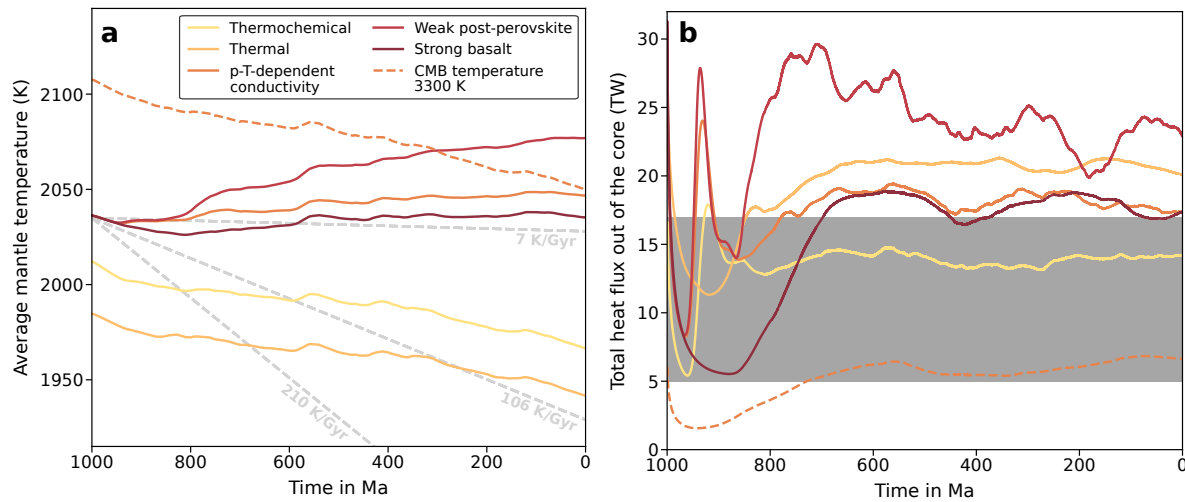 a
Thermochemical
Thermal
p-T-dependent
conductivity
Weak post-perovskite
Strong basalt
CMB temperature
3300 K
Average mantle temperature (K)
2100
2050
2000
1950
7 K/Gyr
106 K/Gyr
210 K/Gyr
1000
800
600
400
200
0
Time in Ma
b
Total heat flux out of the core (TW)
30
25
20
15
10
5
0
1000
800
600
400
200
0
Time in Ma